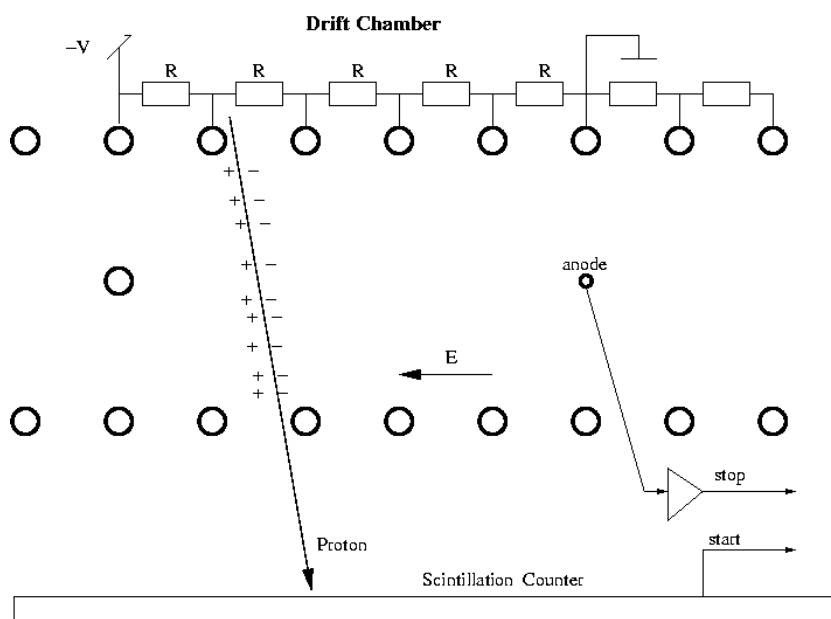 Drift Chamber
−V
R R R R R
+ −
+ −
+ −
+ −
anode
+ −
+ −
+ −
E
+ −
+ −
stop
start
Proton
Scintillation Counter